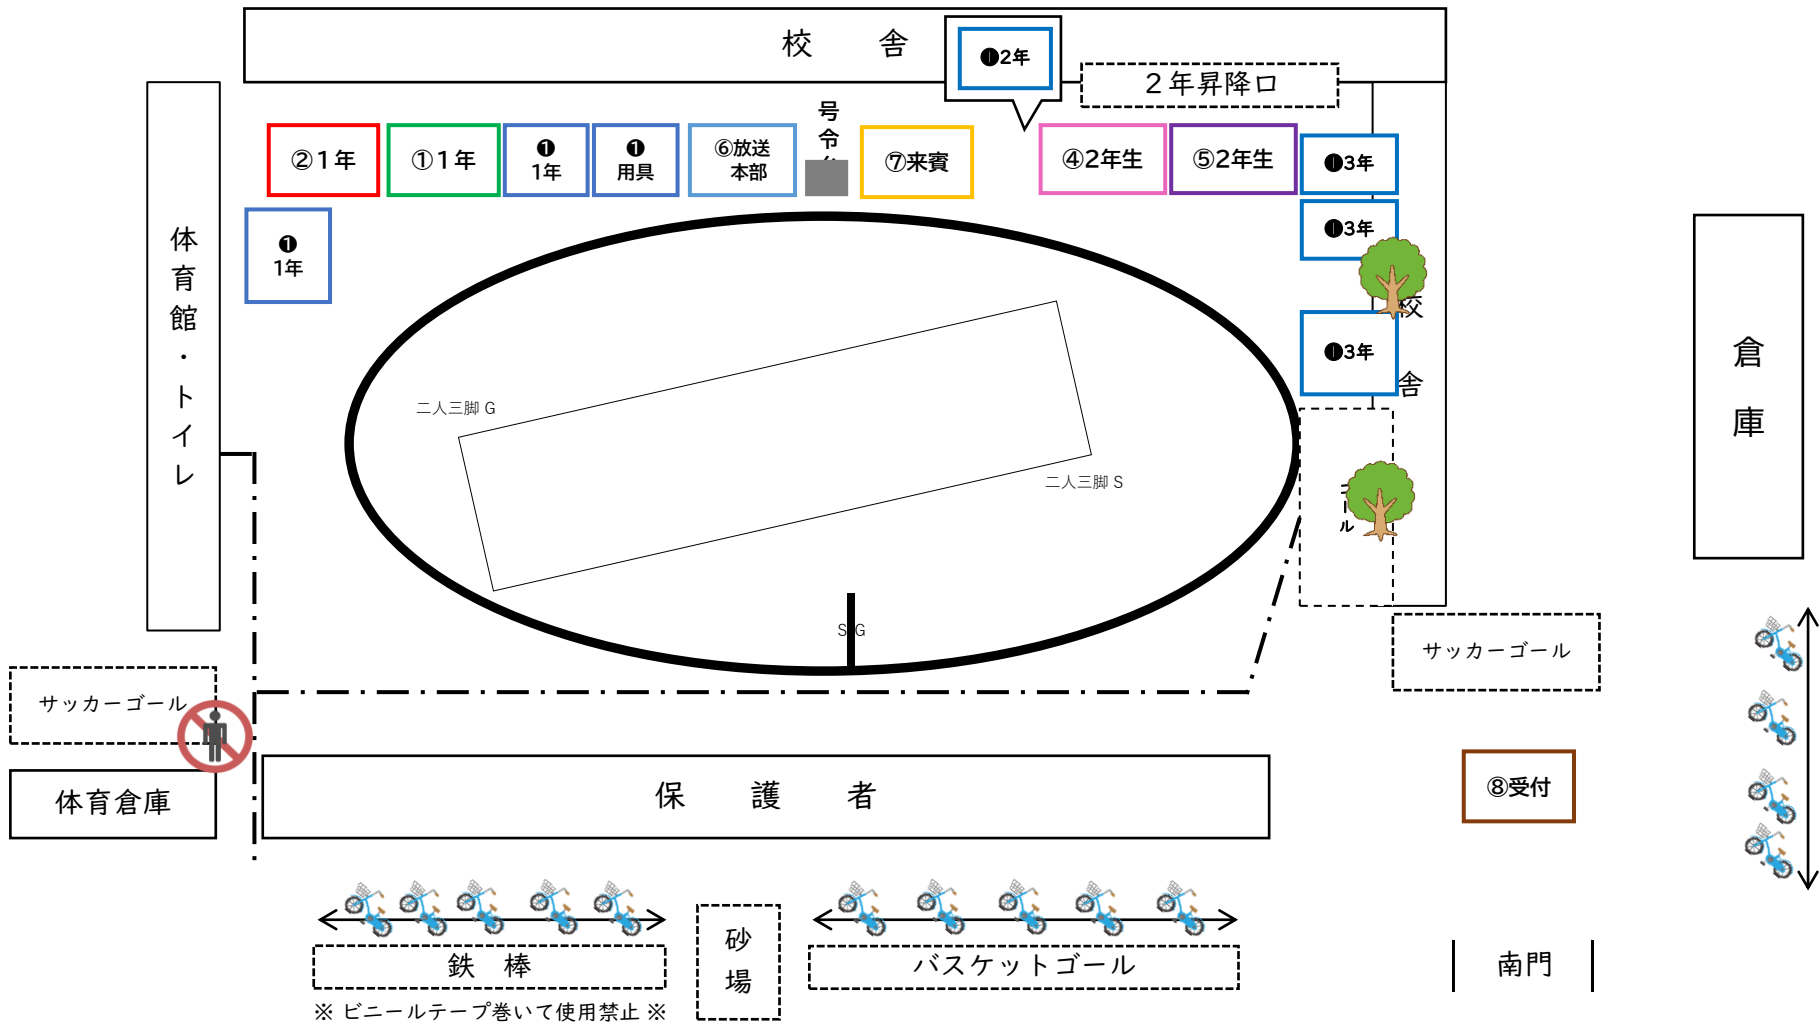 校　舎
❶2年
２年昇降口
号令
②１年
①１年
❶
1年
❶
用具
⑥放送
本部
⑦来賓
④2年生
⑤2年生
❶3年
❶3年
❶3年
❶
1年
体育館・トイレ
校　舎
倉庫
二人三脚 G
二人三脚 S
ール
S G
サッカーゴール
サッカーゴール
体育倉庫
保　護　者
⑧受付
鉄　棒
砂場
バスケットゴール
南門
※ ビニールテープ巻いて使用禁止 ※